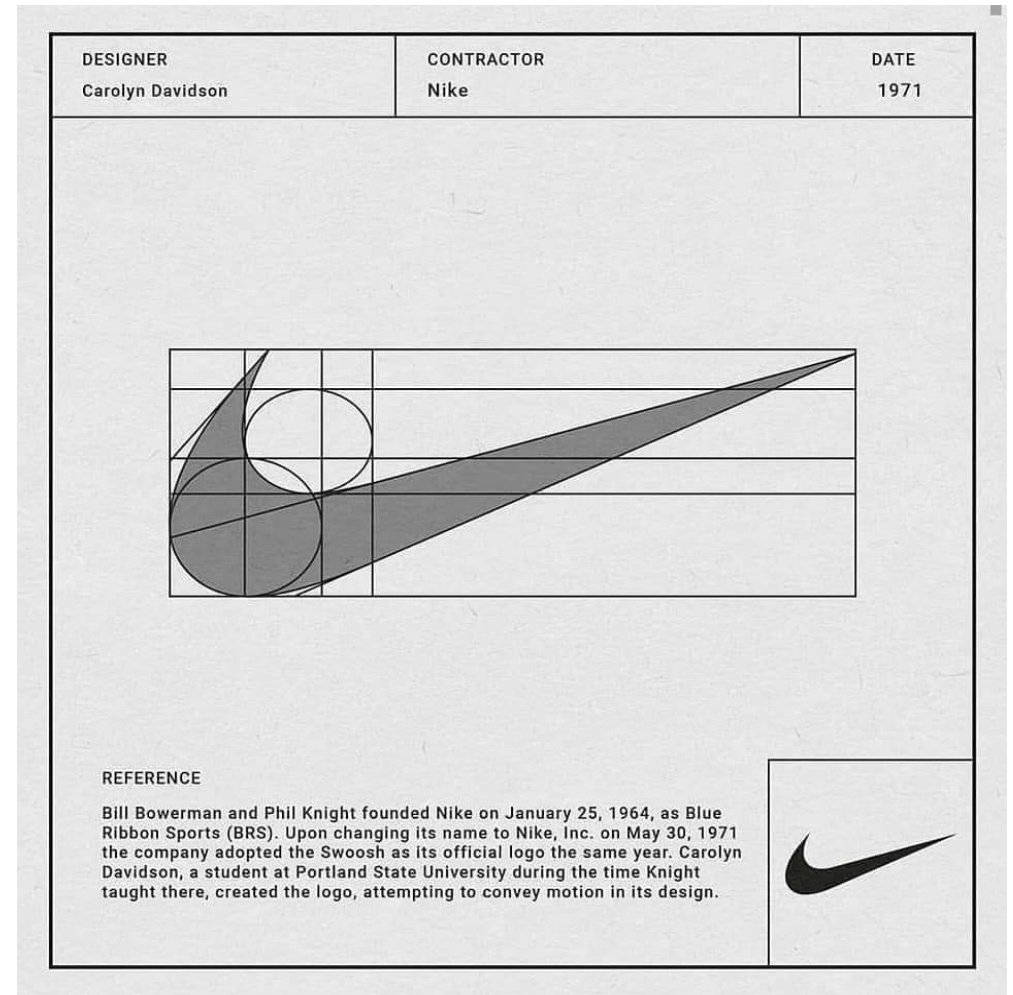 DESIGNER
Carolyn Davidson
CONTRACTOR
Nike
DATE
1971
REFERENCE
Bill Bowerman and Phil Knight founded Nike on January 25, 1964, as Blue
Ribbon Sports (BRS). Upon changing its name to Nike, Inc. on May 30, 1971
the company adopted the Swoosh as its official logo the same year. Carolyn
Davidson, a student at Portland State University during the time Knight
taught there, created the logo, attempting to convey motion in its design.